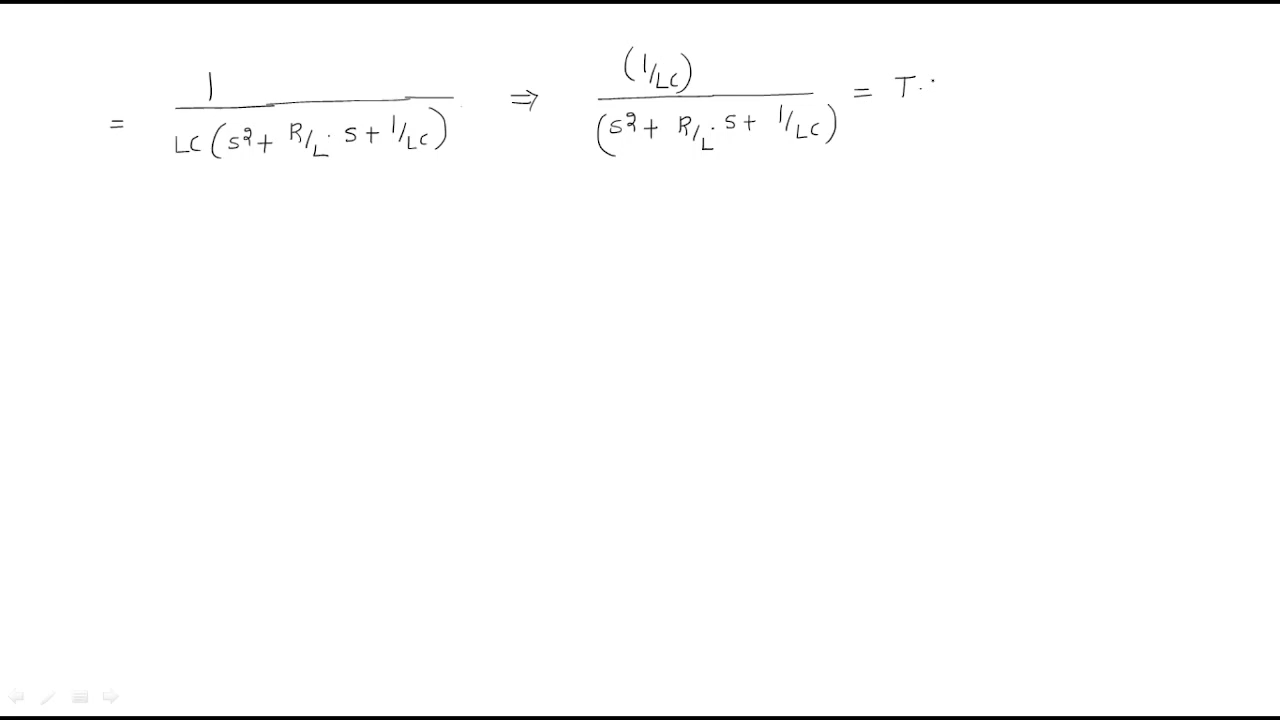 = 1 / LC (s² + R/L · s + 1/LC) ⇒ (1/LC) / (s² + R/L · s + 1/LC) = T.